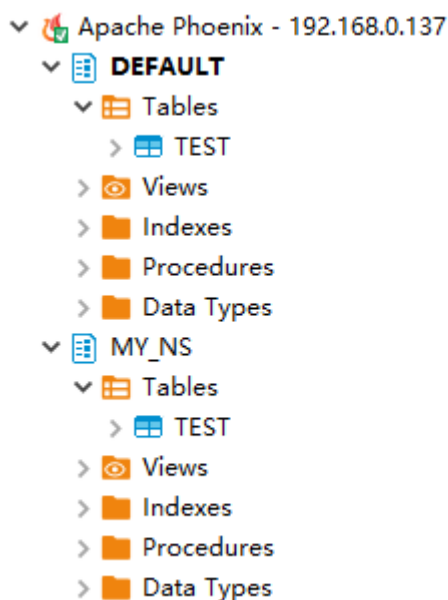 Apache Phoenix - 192.168.0.137
DEFAULT
Tables
TEST
Views
Indexes
Procedures
Data Types
MY_NS
Tables
TEST
Views
Indexes
Procedures
Data Types